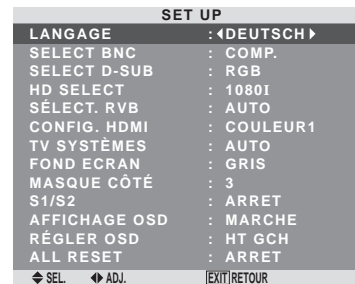 SET UP
LANGAGE : ◀DEUTSCH▶
SELECT BNC : COMP.
SELECT D-SUB : RGB
HD SELECT : 1080I
SÉLECT. RVB : AUTO
CONFIG. HDMI : COULEUR1
TV SYSTÈMES : AUTO
FOND ECRAN : GRIS
MASQUE CÔTÉ : 3
S1/S2 : ARRET
AFFICHAGE OSD : MARCHE
RÉGLER OSD : HT GCH
ALL RESET : ARRET
SEL. ADJ. EXIT RETOUR